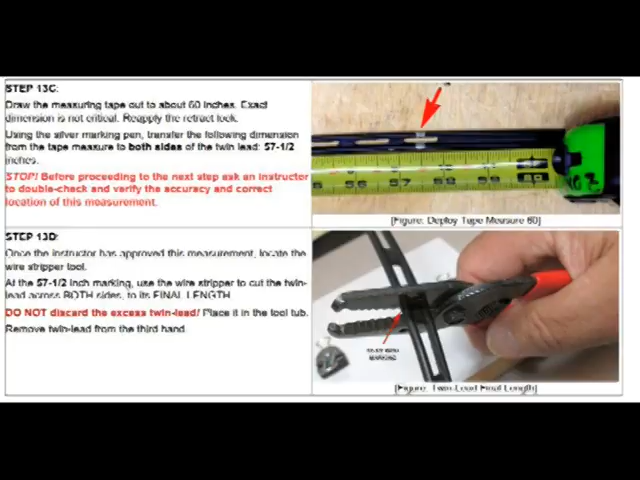 STEP 13C:
Draw the measuring tape out to about 60 inches. Exact
dimension is not critical. Reapply the retract lock.
Using the silver marking pen, transfer the following dimension
from the tape measure to both sides of the twin lead: 57-1/2
inches.
STOP! Before proceeding to the next step ask an instructor
to double-check and verify the accuracy and correct
location of this measurement.
56 57 58 59 60
[Figure: Deploy Tape Measure 60]
STEP 13D:
Once the instructor has approved this measurement, locate the
wire stripper tool.
At the 57-1/2 inch marking, use the wire stripper to cut the twin-
lead across BOTH sides, to its FINAL LENGTH
DO NOT discard the excess twin-lead! Place it in the tool tub.
Remove twin-lead from the third hand
[Figure: Twin-Lead Final Length]